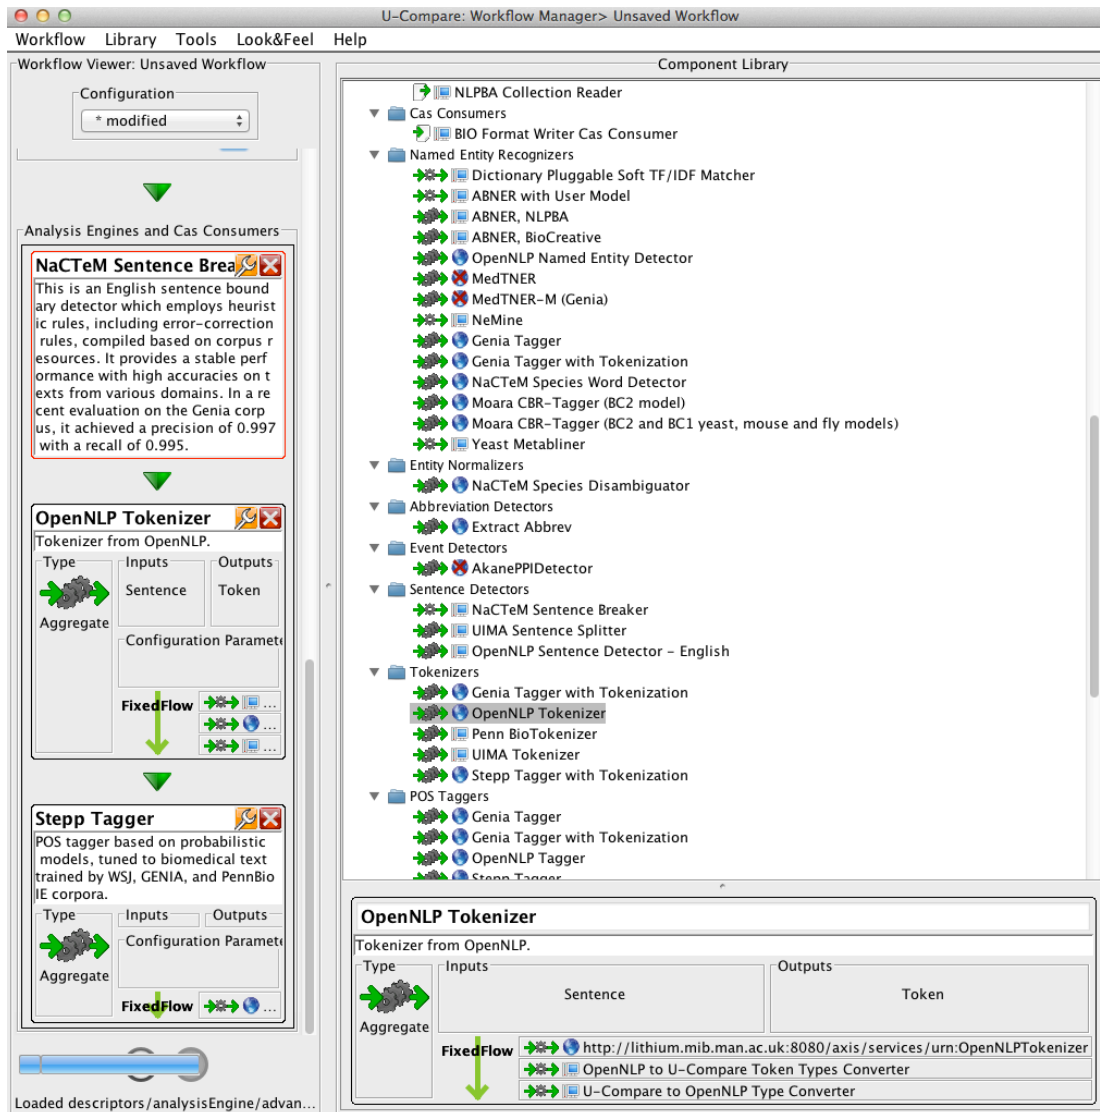 U-Compare: Workflow Manager> Unsaved Workflow
Workflow Library Tools Look&Feel Help
Workflow Viewer: Unsaved Workflow
Configuration
* modified
Analysis Engines and Cas Consumers
NaCTeM Sentence Brea
This is an English sentence bound
ary detector which employs heurist
ic rules, including error-correction
rules, compiled based on corpus r
esources. It provides a stable perf
ormance with high accuracies on t
exts from various domains. In a re
cent evaluation on the Genia corp
us, it achieved a precision of 0.997
with a recall of 0.995.
OpenNLP Tokenizer
Tokenizer from OpenNLP.
Type Inputs Outputs
Sentence Token
Aggregate
Configuration Paramete
FixedFlow ...
...
...
Stepp Tagger
POS tagger based on probabilistic
models, tuned to biomedical text
trained by WSJ, GENIA, and PennBio
IE corpora.
Type Inputs Outputs
Configuration Paramete
Aggregate
FixedFlow ...
Loaded descriptors/analysisEngine/advan...
Component Library
NLPBA Collection Reader
Cas Consumers
BIO Format Writer Cas Consumer
Named Entity Recognizers
Dictionary Pluggable Soft TF/IDF Matcher
ABNER with User Model
ABNER, NLPBA
ABNER, BioCreative
OpenNLP Named Entity Detector
MedTNER
MedTNER-M (Genia)
NeMine
Genia Tagger
Genia Tagger with Tokenization
NaCTeM Species Word Detector
Moara CBR-Tagger (BC2 model)
Moara CBR-Tagger (BC2 and BC1 yeast, mouse and fly models)
Yeast Metabliner
Entity Normalizers
NaCTeM Species Disambiguator
Abbreviation Detectors
Extract Abbrev
Event Detectors
AkanePPIDetector
Sentence Detectors
NaCTeM Sentence Breaker
UIMA Sentence Splitter
OpenNLP Sentence Detector - English
Tokenizers
Genia Tagger with Tokenization
OpenNLP Tokenizer
Penn BioTokenizer
UIMA Tokenizer
Stepp Tagger with Tokenization
POS Taggers
Genia Tagger
Genia Tagger with Tokenization
OpenNLP Tagger
Stepp Tagger
OpenNLP Tokenizer
Tokenizer from OpenNLP.
Type Inputs Outputs
Sentence Token
Aggregate
FixedFlow http://lithium.mib.man.ac.uk:8080/axis/services/urn:OpenNLPTokenizer
OpenNLP to U-Compare Token Types Converter
U-Compare to OpenNLP Type Converter